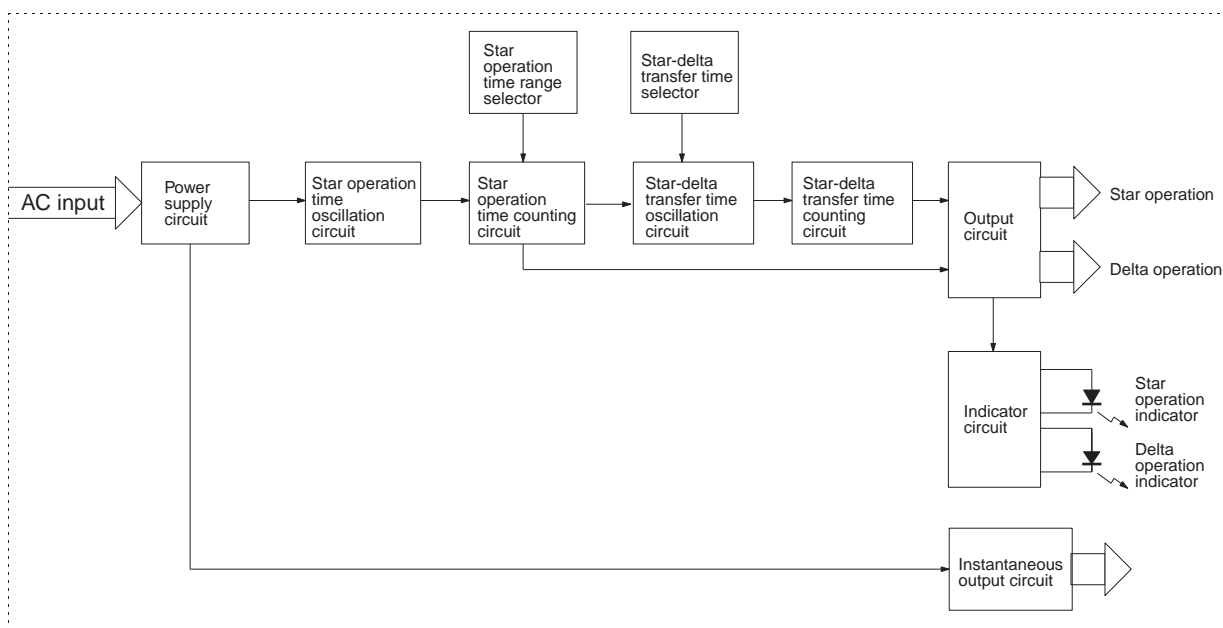 Star
operation
time range
selector
Star-delta
transfer time
selector
AC input
Power
supply
circuit
Star operation
time
oscillation
circuit
Star
operation
time counting
circuit
Star-delta
transfer time
oscillation
circuit
Star-delta
transfer time
counting
circuit
Output
circuit
Star operation
Delta operation
Indicator
circuit
Star
operation
indicator
Delta
operation
indicator
Instantaneous
output circuit